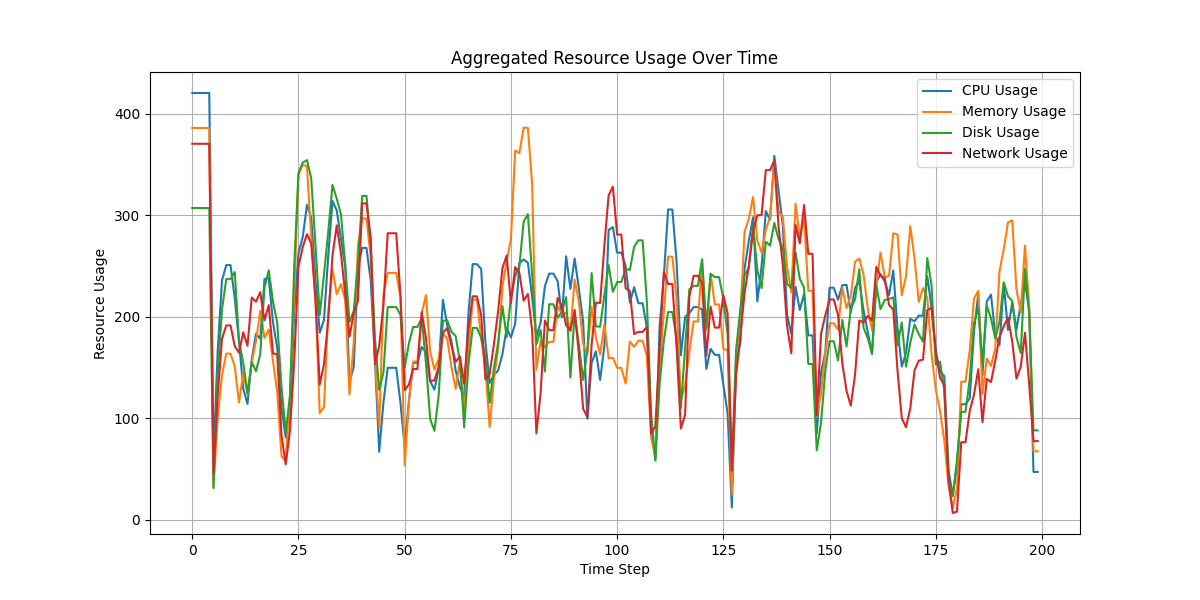 Aggregated Resource Usage Over Time
CPU Usage
Memory Usage
Disk Usage
Network Usage
Resource Usage
400
300
200
100
0
0 25 50 75 100 125 150 175 200
Time Step